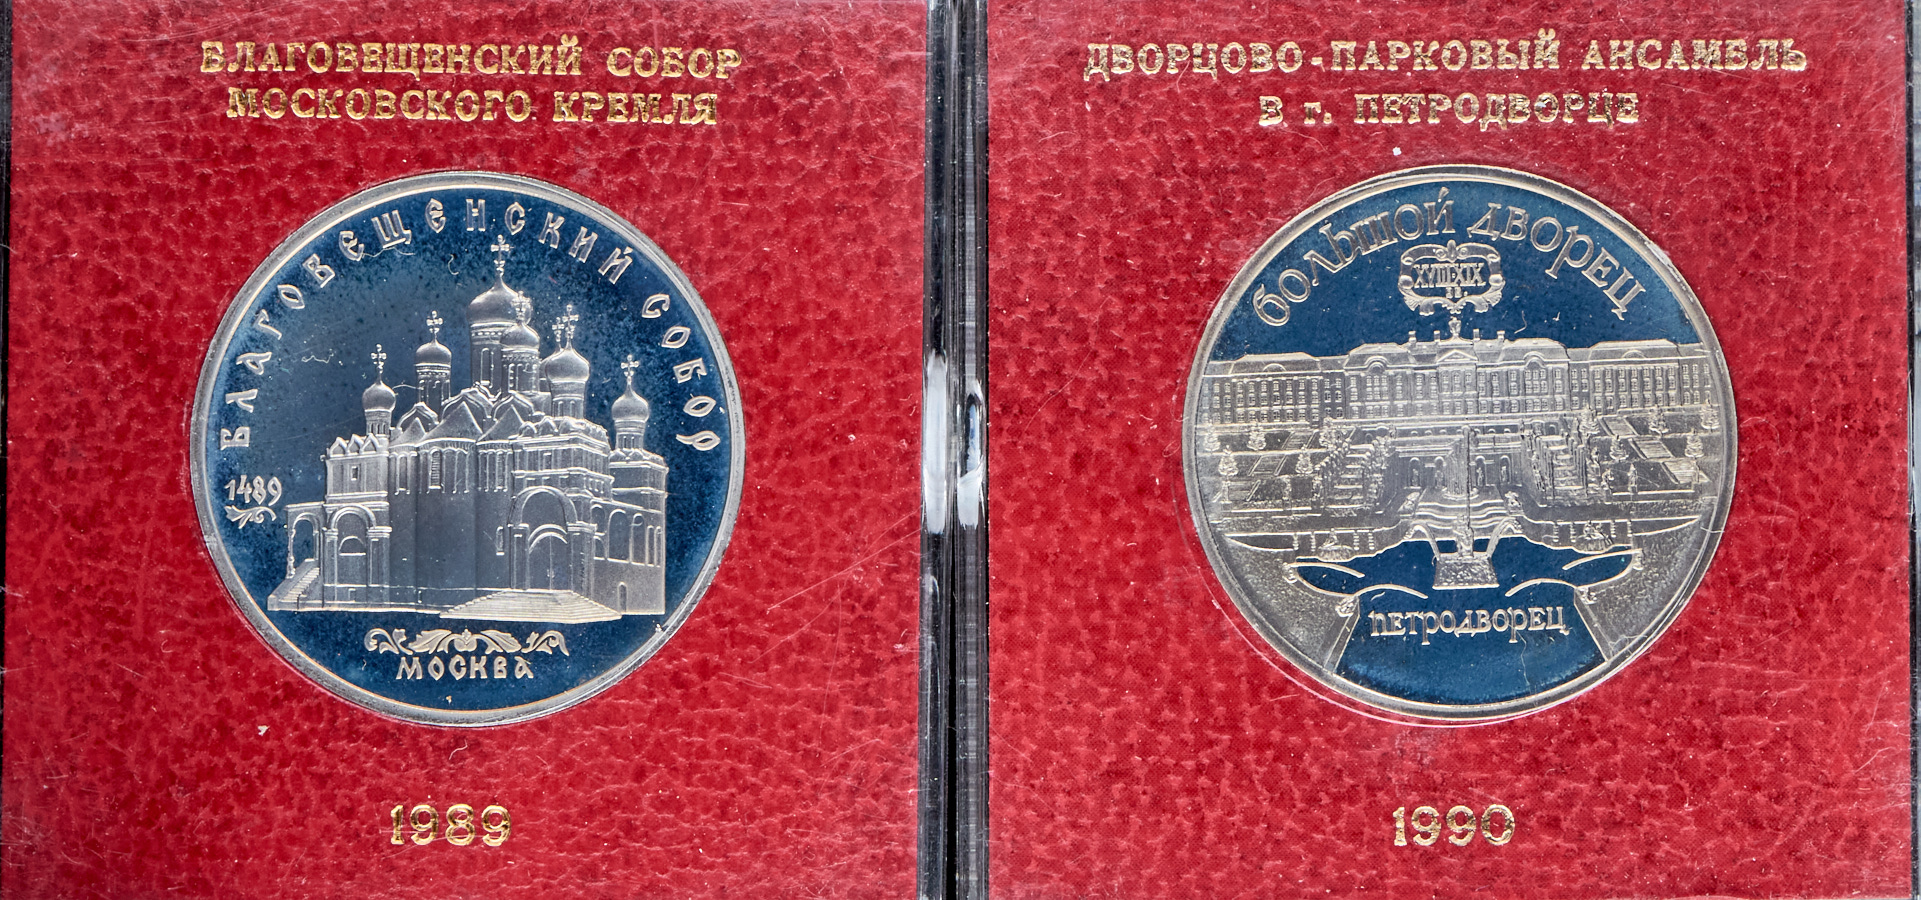 БЛАГОВЕЩЕНСКИЙ СОБОР
МОСКОВСКОГО КРЕМЛЯ
БЛАГОВЕЩЕНСКИЙ СОБОР
1489
МОСКВА
1989
ДВОРЦОВО-ПАРКОВЫЙ АНСАМБЛЬ
В г. ПЕТРОДВОРЦЕ
БОЛЬШОЙ ДВОРЕЦ
XVIII-XIX
ВВ.
ПЕТРОДВОРЕЦ
1990